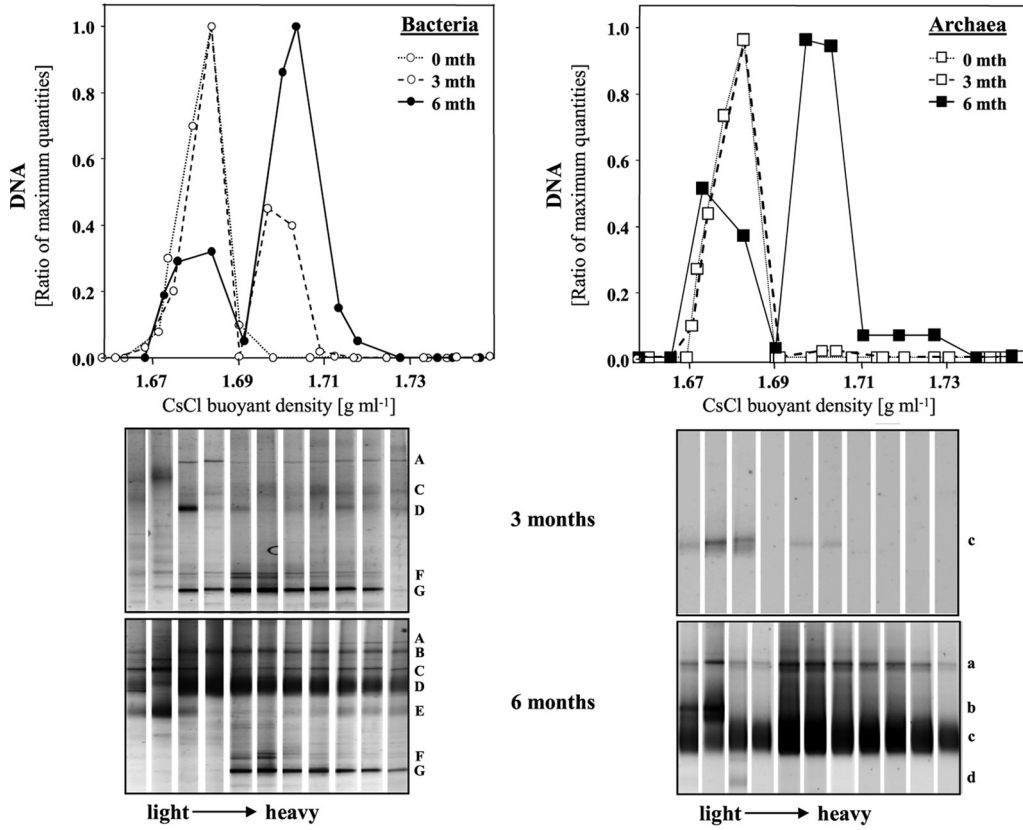 Bacteria
0 mth
3 mth
6 mth
1.0
0.8
0.6
0.4
0.2
0.0
DNA
[Ratio of maximum quantities]
1.67 1.69 1.71 1.73
CsCl buoyant density [g ml-1]
Archaea
0 mth
3 mth
6 mth
1.0
0.8
0.6
0.4
0.2
0.0
DNA
[Ratio of maximum quantities]
1.67 1.69 1.71 1.73
CsCl buoyant density [g ml-1]
A
C
D
F
G
3 months
c
A
B
C
D
E
F
G
6 months
a
b
c
d
light heavy
light heavy